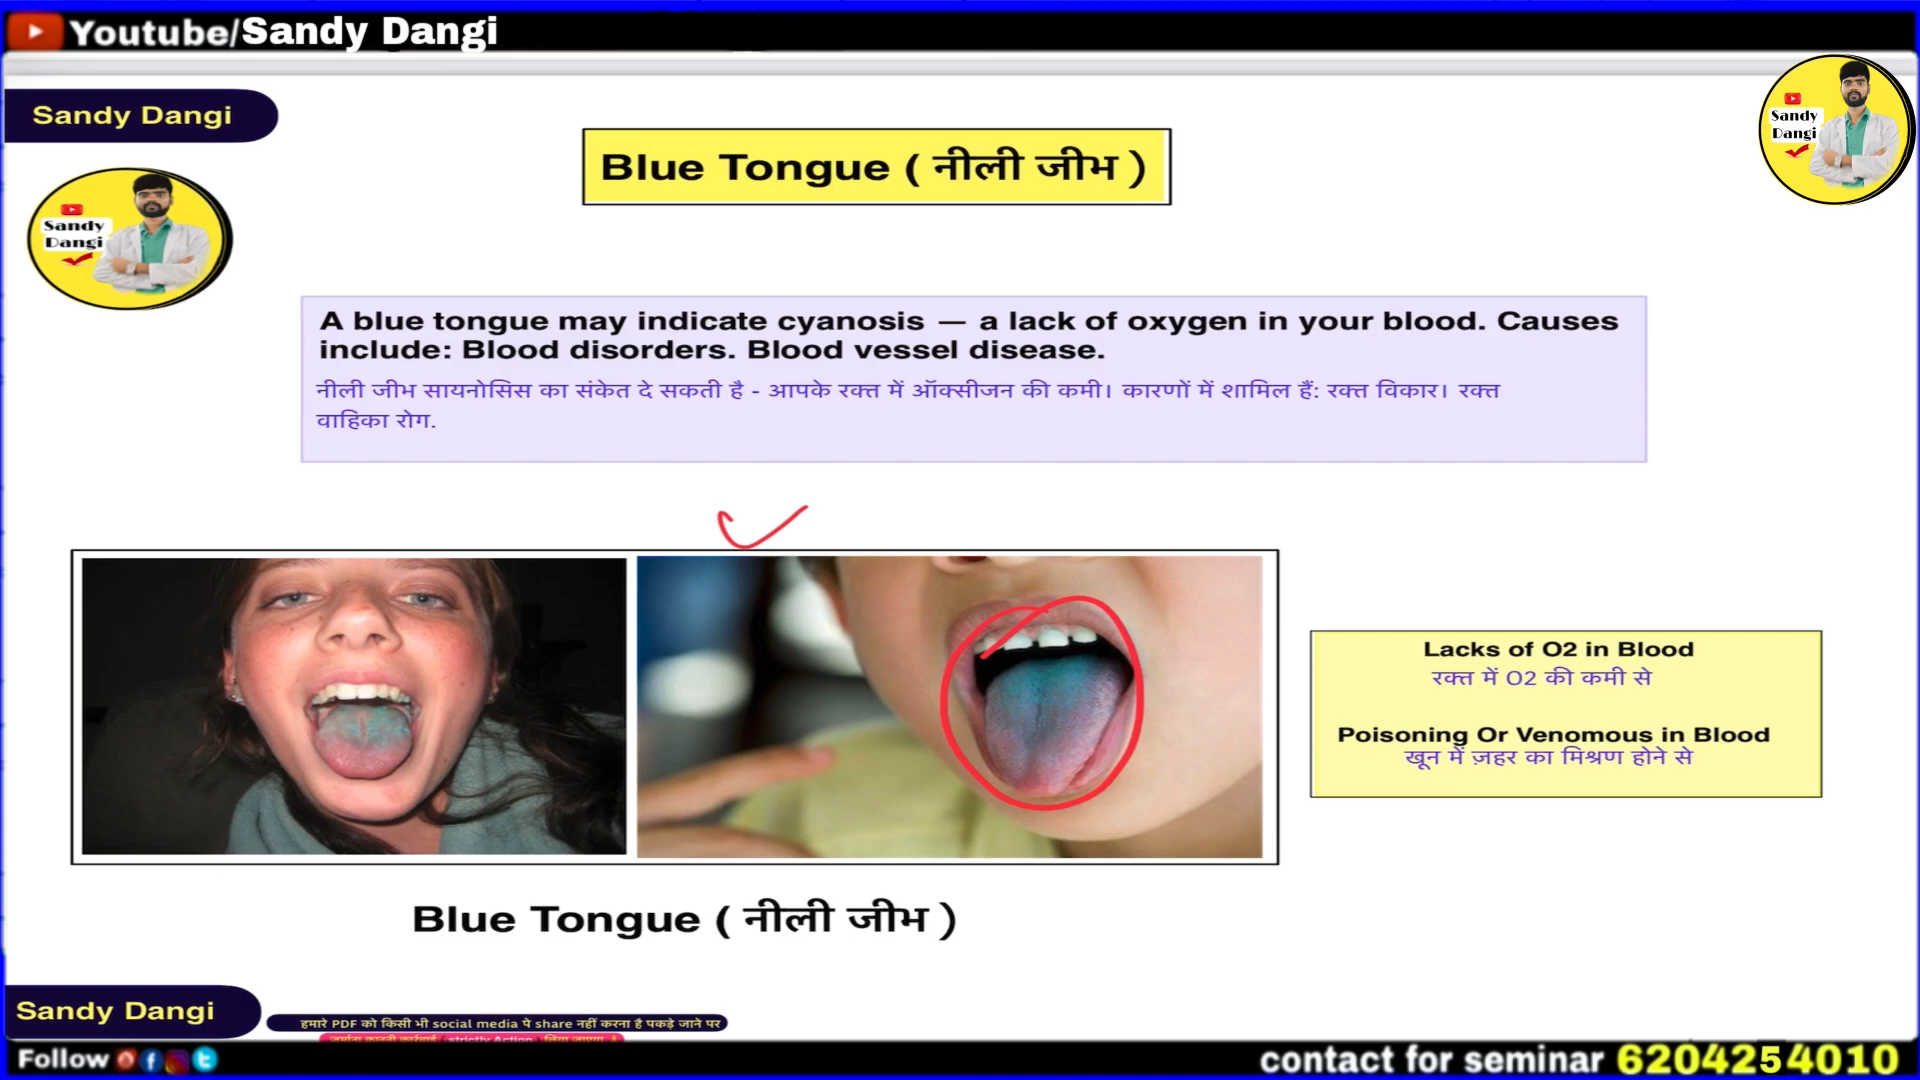 Youtube/Sandy Dangi
Sandy Dangi
Sandy
Dangi
Sandy
Dangi
Blue Tongue ( नीली जीभ )
A blue tongue may indicate cyanosis — a lack of oxygen in your blood. Causes
include: Blood disorders. Blood vessel disease.
नीली जीभ सायनोसिस का संकेत दे सकती है - आपके रक्त में ऑक्सीजन की कमी। कारणों में शामिल हैं: रक्त विकार। रक्त
वाहिका रोग.
Lacks of O2 in Blood
रक्त में O2 की कमी से
Poisoning Or Venomous in Blood
खून में ज़हर का मिश्रण होने से
Blue Tongue ( नीली जीभ )
Sandy Dangi
हमारे PDF को किसी भी social media पे share नहीं करना है पकड़े जाने पर
strictly Action
Follow
contact for seminar 6204254010